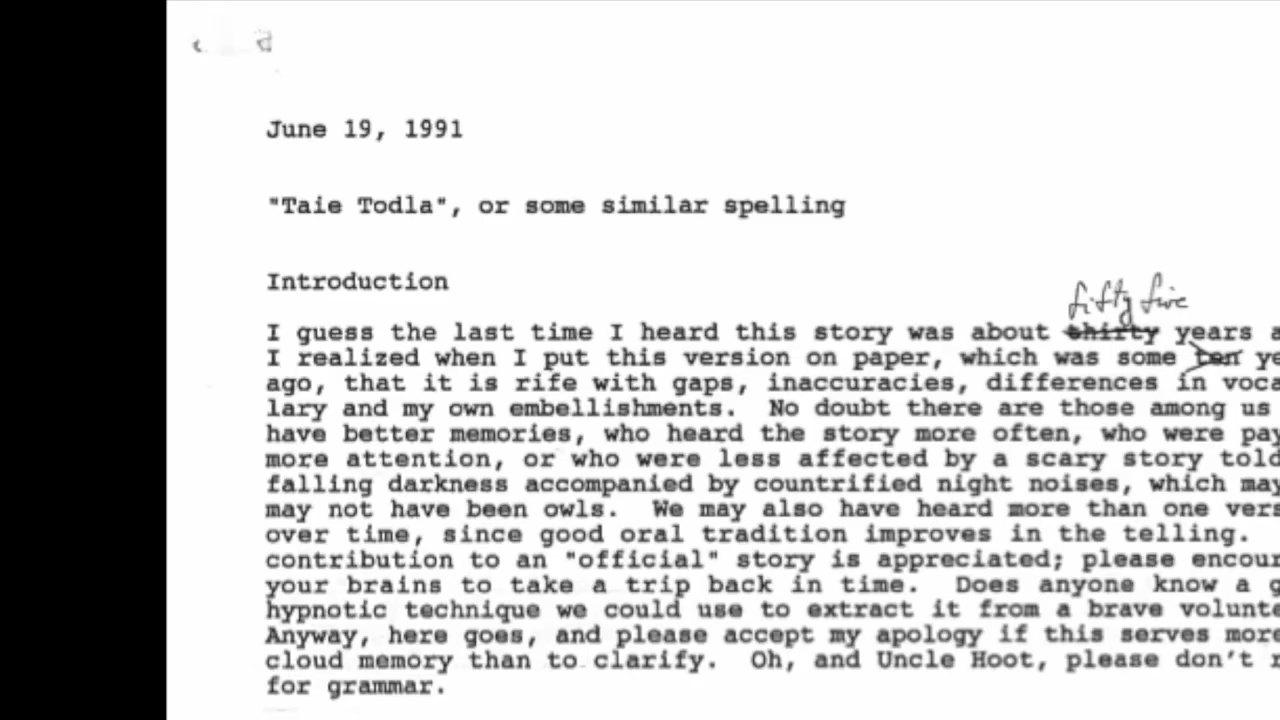 June 19, 1991
"Taie Todla", or some similar spelling
Introduction
fifty five
I guess the last time I heard this story was about thirty years a
I realized when I put this version on paper, which was some ten ye
ago, that it is rife with gaps, inaccuracies, differences in voca
lary and my own embellishments. No doubt there are those among us
have better memories, who heard the story more often, who were pay
more attention, or who were less affected by a scary story told
falling darkness accompanied by countrified night noises, which may
may not have been owls. We may also have heard more than one vers
over time, since good oral tradition improves in the telling.
contribution to an "official" story is appreciated; please encour
your brains to take a trip back in time. Does anyone know a g
hypnotic technique we could use to extract it from a brave volunte
Anyway, here goes, and please accept my apology if this serves more
cloud memory than to clarify. Oh, and Uncle Hoot, please don't r
for grammar.